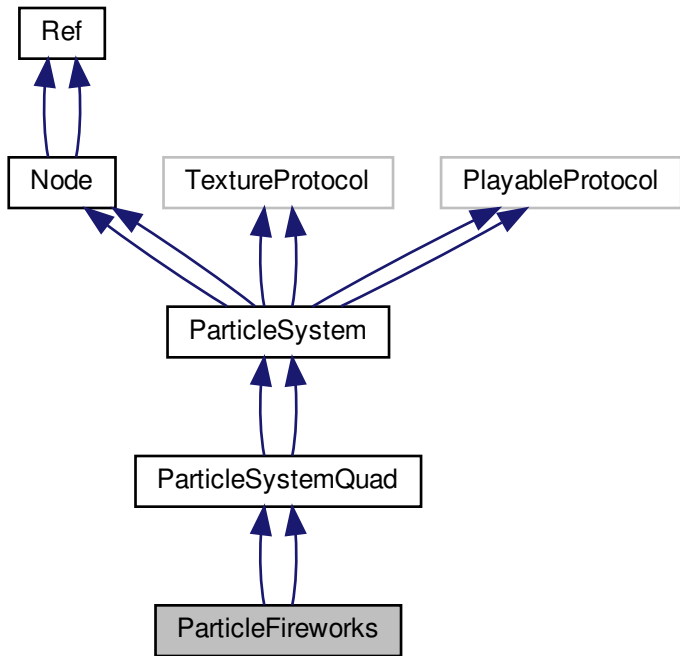 Ref
Node
TextureProtocol
PlayableProtocol
ParticleSystem
ParticleSystemQuad
ParticleFireworks